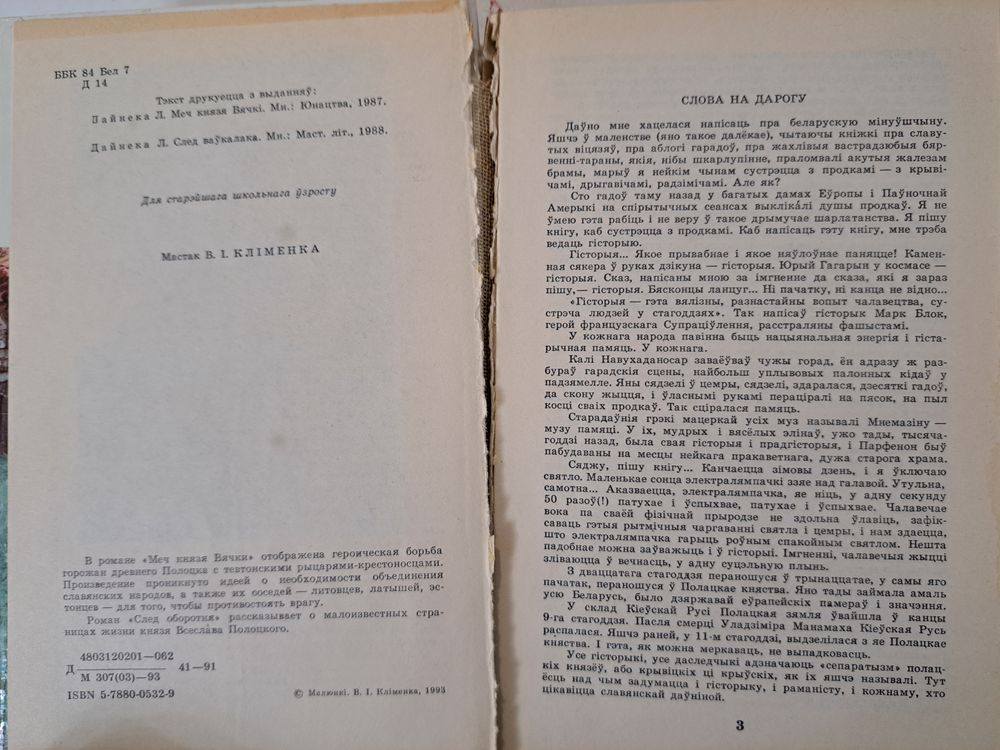 ББК 84 Бел 7
Д 14
Тэкст друкуецца з выданняў:
Дайнека Л. Меч князя Вячкі. Мн.: Юнацтва, 1987.
Дайнека Л. След ваўкалака. Мн.: Маст. літ., 1988.
Для старэйшага школьнага ўзросту
Мастак В. І. КЛІМЕНКА
В романе «Меч князя Вячки» отображена героическая борьба
горожан древнего Полоцка с тевтонскими рыцарями-крестоносцами.
Произведение проникнуто идеей о необходимости объединения
славянских народов, а также их соседей — литовцев, латышей, эс-
тонцев — для того, чтобы противостоять врагу.
Роман «След оборотня» рассказывает о малоизвестных стра-
ницах жизни князя Всеслава Полоцкого.
4803120201—062
Д 41—91
М 307(03)—93
ISBN 5-7880-0532-9
© Малюнкі. В. І. Кліменка, 1993
СЛОВА НА ДАРОГУ
Даўно мне хацелася напісаць пра беларускую мінуўшчыну.
Яшчэ ў маленстве (яно такое далёкае), чытаючы кніжкі пра славу-
тых віцязяў, пра аблогі гарадоў, пра жахлівыя вастрадзюбыя бяр-
венні-тараны, якія, нібы шкарлупінне, праломвалі акутыя жалезам
брамы, марыў я нейкім чынам сустрэцца з продкамі — з крыві-
чамі, дрыгавічамі, радзімічамі. Але як?
Сто гадоў таму назад у багатых дамах Еўропы і Паўночнай
Амерыкі на спірытычных сеансах выклікáлі душы продкаў. Я не
ўмею гэта рабіць і не веру ў такое дрымучае шарлатанства. Я пішу
кнігу, каб сустрэцца з продкамі. Каб напісаць гэту кнігу, мне трэба
ведаць гісторыю.
Гісторыя... Якое прывабнае і якое няўлоўнае паняцце! Камен-
ная сякера ў руках дзікуна — гісторыя. Юрый Гагарын у космасе —
гісторыя. Сказ, напісаны мною за імгненне да сказа, які я зараз
пішу,— гісторыя. Бясконцы ланцуг... Ні пачатку, ні канца не відно...
«Гісторыя — гэта вялізны, разнастайны вопыт чалавецтва, су-
стрэча людзей у стагоддзях». Так напісаў гісторык Марк Блок,
герой французскага Супраціўлення, расстраляны фашыстамі.
У кожнага народа павінна быць нацыянальная энергія і гіста-
рычная памяць. У кожнага.
Калі Навухаданосар заваёўваў чужы горад, ён адразу ж раз-
бураў гарадскія сцены, найбольш уплывовых палонных кідаў у
падзямелле. Яны сядзелі ў цемры, сядзелі, здаралася, дзесяткі гадоў,
да скону жыцця, і ўласнымі рукамі перацiралі на пясок, на пыл
косці сваіх продкаў. Так сціралася памяць.
Старадаўнія грэкі мацеркай усіх муз называлі Мнемазіну —
музу памяці. У іх, мудрых і вясёлых элінаў, ужо тады, тысяча-
годдзі назад, была свая гісторыя і прадгісторыя, і Парфенон быў
пабудаваны на месцы нейкага пракаветнага, дужа старога храма.
Сяджу, пішу кнігу... Канчаецца зімовы дзень, і я ўключаю
святло. Маленькае сонца электралямпачкі ззяе над галавой. Утульна,
самотна... Аказваецца, электралямпачка, яе ніць, у адну секунду
50 разоў(!) патухае і ўспыхвае, патухае і ўспыхвае. Чалавечае
вока па сваёй фізічнай прыродзе не здольна ўлавіць, зафік-
саваць гэтыя рытмічныя чаргаванні святла і цемры, і нам здаецца,
што электралямпачка гарыць роўным спакойным святлом. Нешта
падобнае можна заўважыць і ў гісторыі. Імгненні, чалавечыя жыцці
зліваюцца ў вечнасць, у адну суцэльную плынь.
З дваццатага стагоддзя пераношуся ў трынаццатае, у самы яго
пачатак, пераношуся ў Полацкае княства. Яно тады займала амаль
усю Беларусь, было дзяржавай еўрапейскіх памераў і значэння.
У склад Кіеўскай Русі Полацкая зямля ўвайшла ў канцы
9-га стагоддзя. Пасля смерці Уладзіміра Манамаха Кіеўская Русь
распалася. Яшчэ раней, у 11-м стагоддзі, выдзелілася з яе Полацкае
княства. І гэта, як можна меркаваць, не выпадковасць.
Усе гісторыкі, усе даследчыкі адзначаюць «сепаратызм» полац-
кіх князёў, або крывіцкіх ці крыўскіх, як іх яшчэ называлі. Тут
ёсць над чым задумацца і гісторыку, і раманісту, і кожнаму, хто
цікавіцца славянскай даўніной.
3